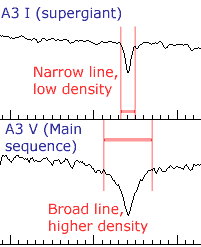 A3 I (supergiant)
Narrow line,
low density
A3 V (Main
sequence)
Broad line,
higher density